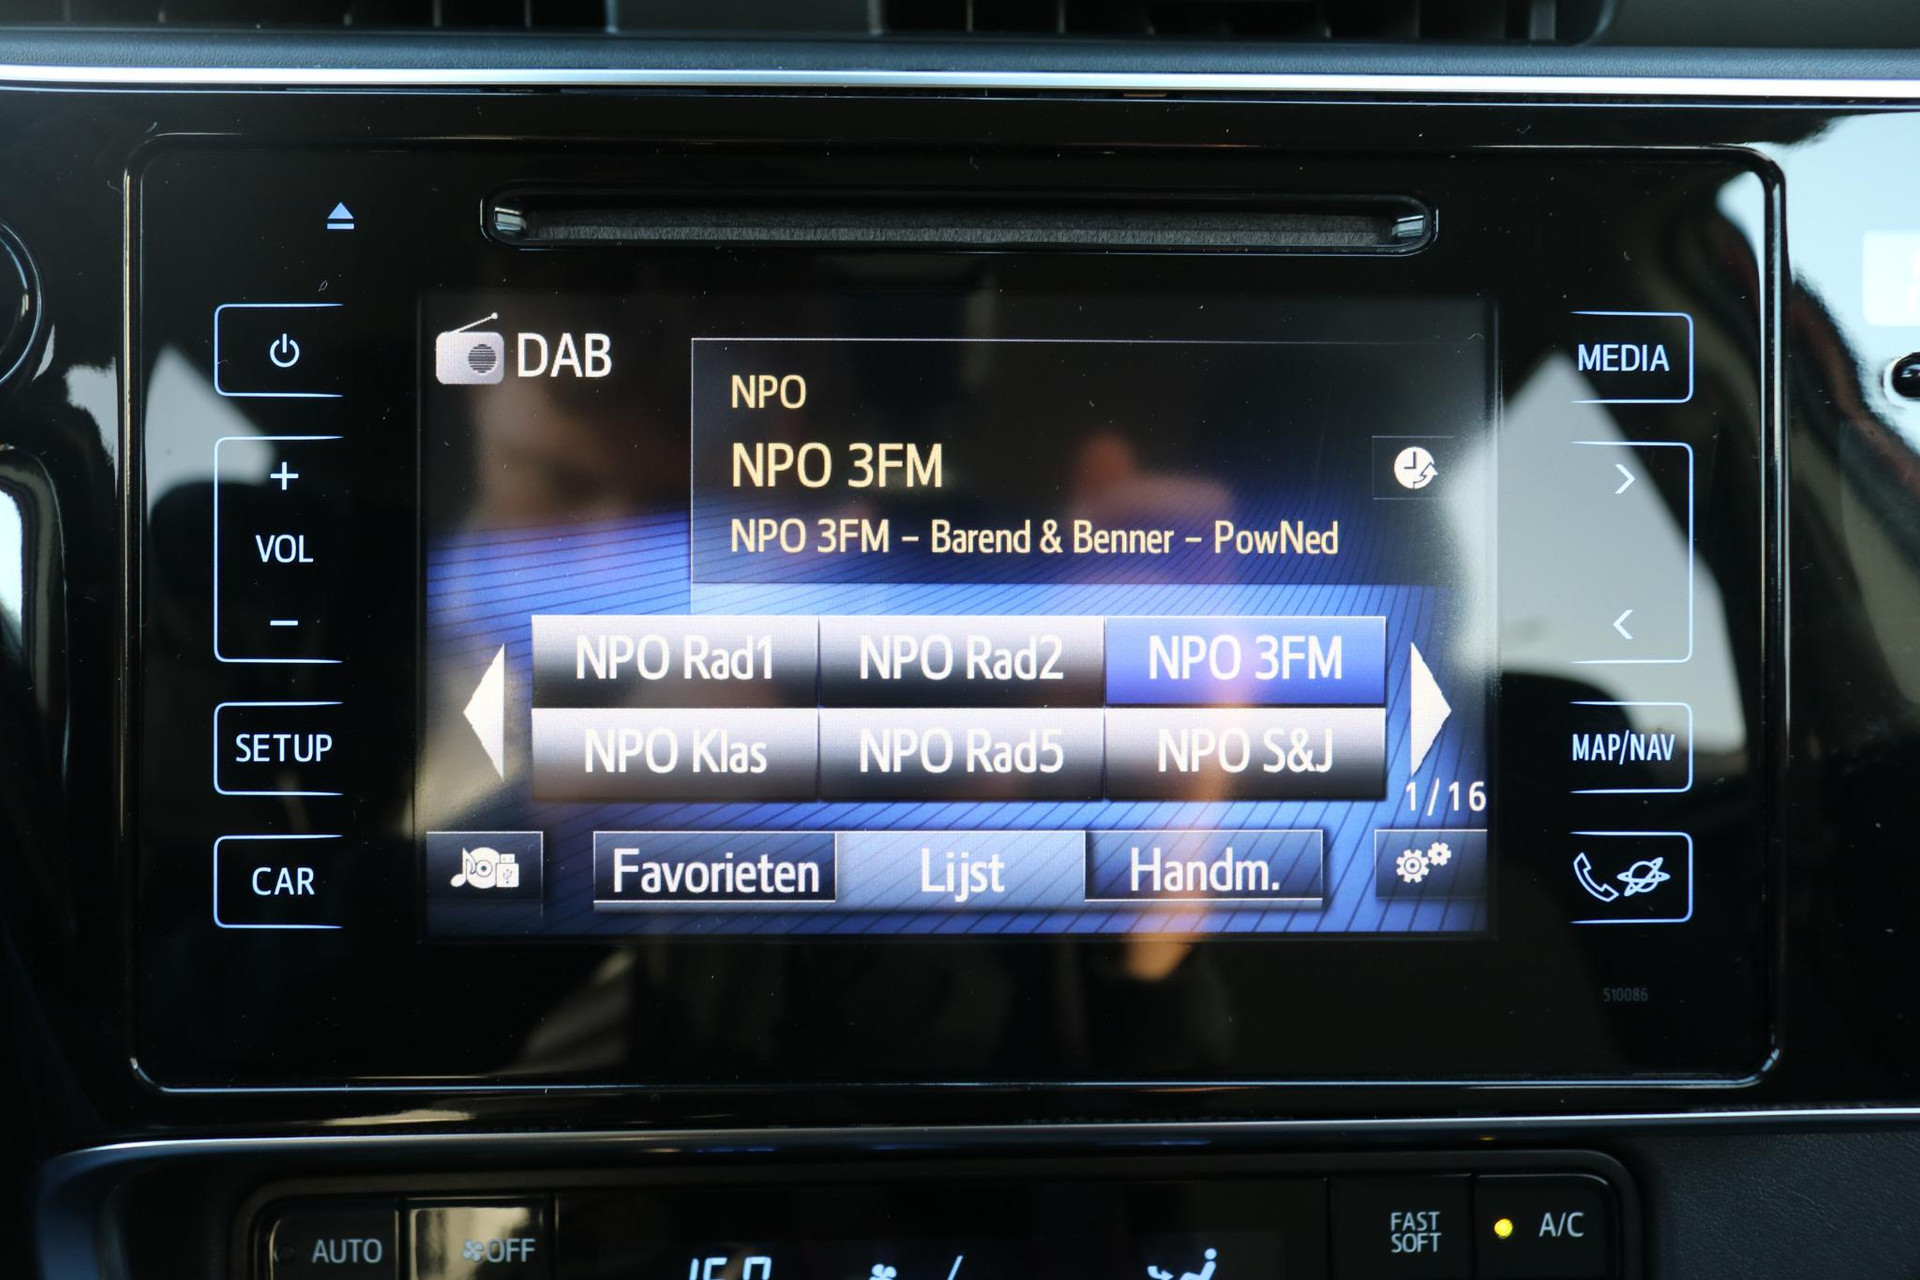 DAB
NPO
NPO 3FM
NPO 3FM – Barend & Benner – PowNed
NPO Rad1 NPO Rad2 NPO 3FM
NPO Klas NPO Rad5 NPO S&J
1/16
Favorieten Lijst Handm.
VOL
SETUP
CAR
MEDIA
MAP/NAV
510086
AUTO OFF
FAST
SOFT
A/C